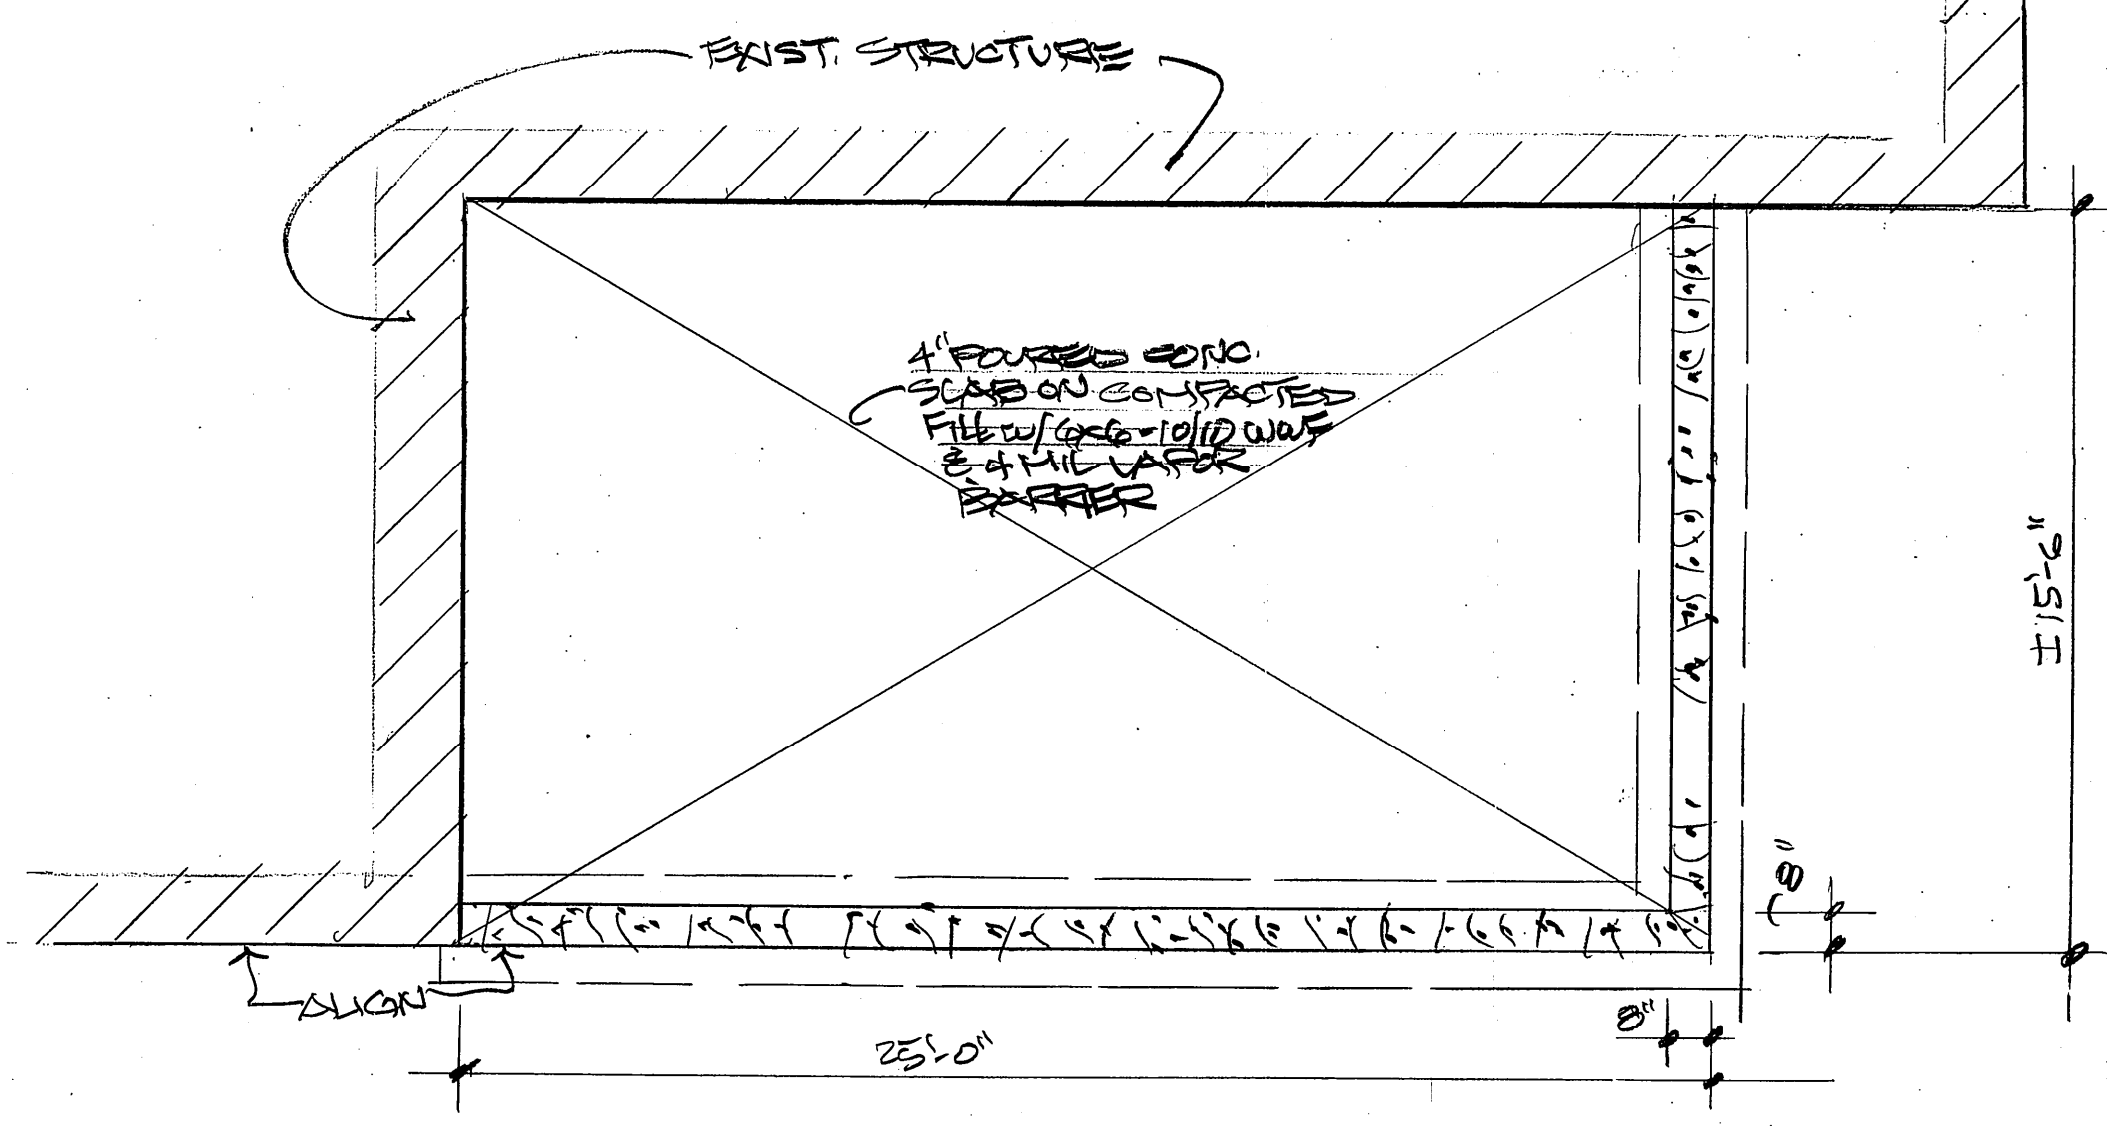 EXIST. STRUCTURE
4" POURED CONC.
SLAB ON COMPACTED
FILL W/ 6x6-10/10 WWF
& 4 MIL VAPOR
BARRIER
±15'-6"
8"
ALIGN
8"
25'-0"